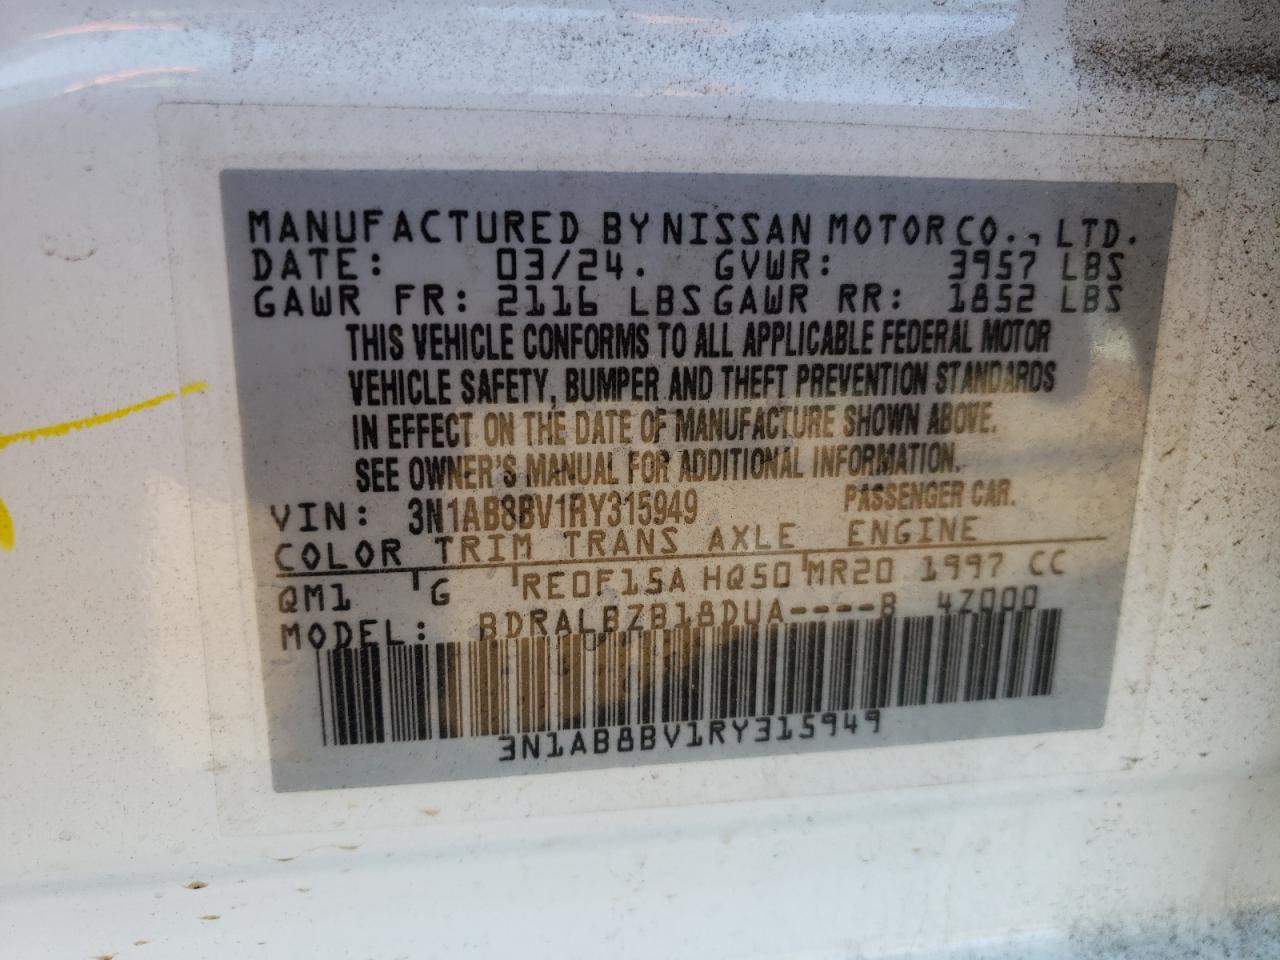 MANUFACTURED BY NISSAN MOTOR CO., LTD.
DATE: 03/24. GVWR: 3957 LBS
GAWR FR: 2116 LBS GAWR RR: 1852 LBS
THIS VEHICLE CONFORMS TO ALL APPLICABLE FEDERAL MOTOR
VEHICLE SAFETY, BUMPER AND THEFT PREVENTION STANDARDS
IN EFFECT ON THE DATE OF MANUFACTURE SHOWN ABOVE.
SEE OWNER'S MANUAL FOR ADDITIONAL INFORMATION.
VIN: 3N1AB8BV1RY315949 PASSENGER CAR.
COLOR TRIM TRANS AXLE ENGINE
QM1 G RE0F15A HQ50 MR20 1997 CC
MODEL: BDRALBZB18DUA----B 4Z000
3N1AB8BV1RY315949